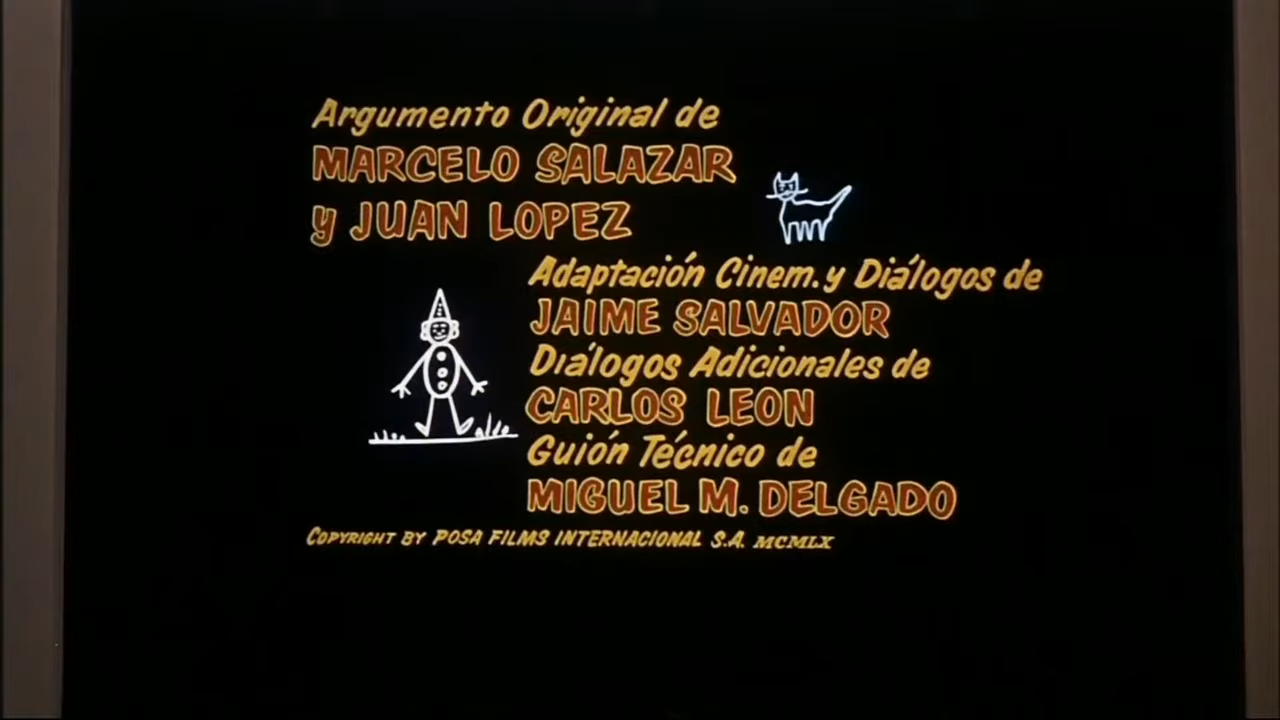 Argumento Original de
MARCELO SALAZAR
y JUAN LOPEZ
Adaptación Cinem. y Diálogos de
JAIME SALVADOR
Diálogos Adicionales de
CARLOS LEON
Guión Técnico de
MIGUEL M. DELGADO
COPYRIGHT BY POSA FILMS INTERNACIONAL S.A. MCMLX